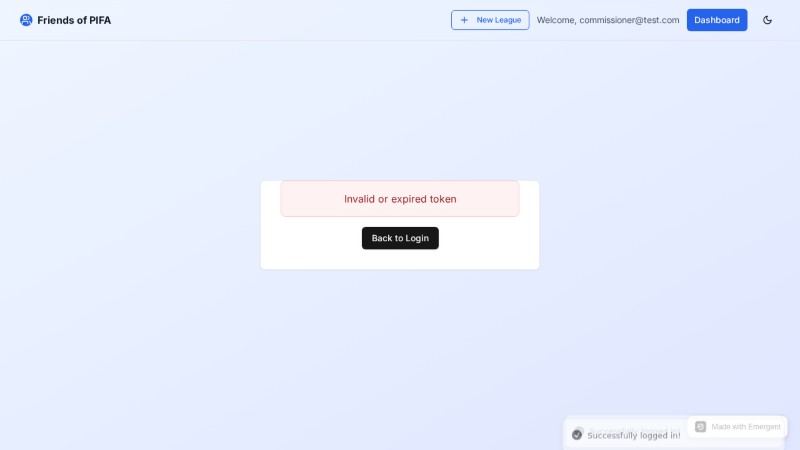 Friends of PIFA
+ New League
Welcome, commissioner@test.com
Dashboard
Invalid or expired token
Back to Login
Successfully logged in!
Made with Emergent